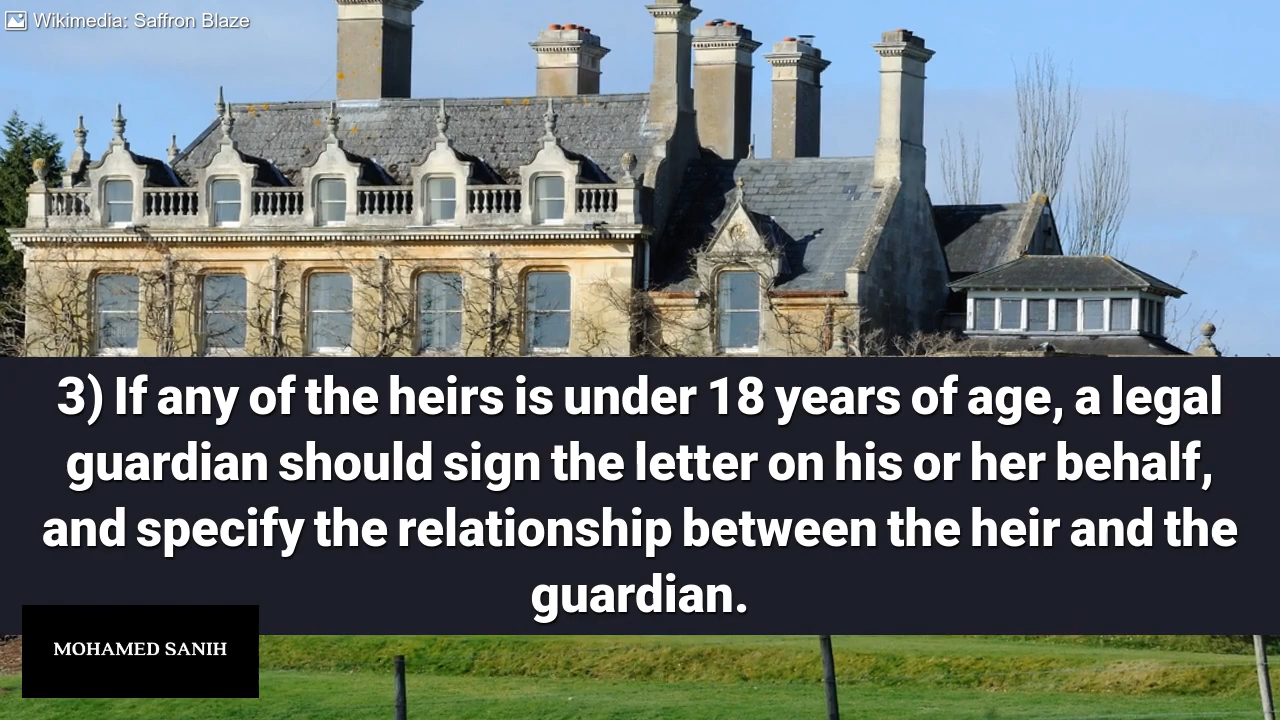 Wikimedia: Saffron Blaze
3) If any of the heirs is under 18 years of age, a legal
guardian should sign the letter on his or her behalf,
and specify the relationship between the heir and the
guardian.
MOHAMED SANIH